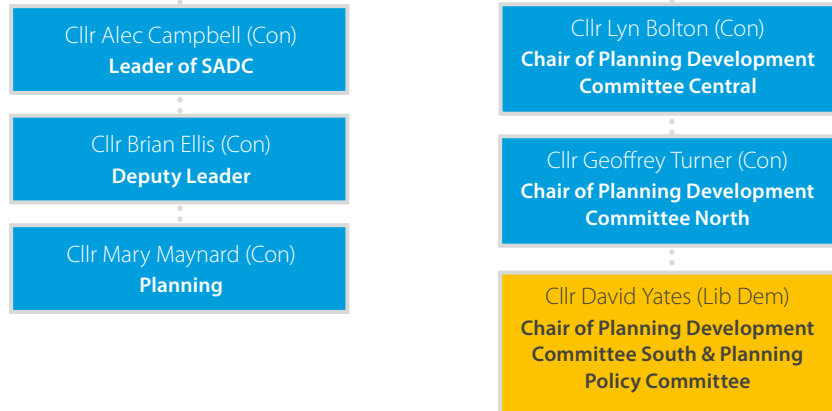 Cllr Alec Campbell (Con)
Leader of SADC
Cllr Brian Ellis (Con)
Deputy Leader
Cllr Mary Maynard (Con)
Planning
Cllr Lyn Bolton (Con)
Chair of Planning Development
Committee Central
Cllr Geoffrey Turner (Con)
Chair of Planning Development
Committee North
Cllr David Yates (Lib Dem)
Chair of Planning Development
Committee South & Planning
Policy Committee